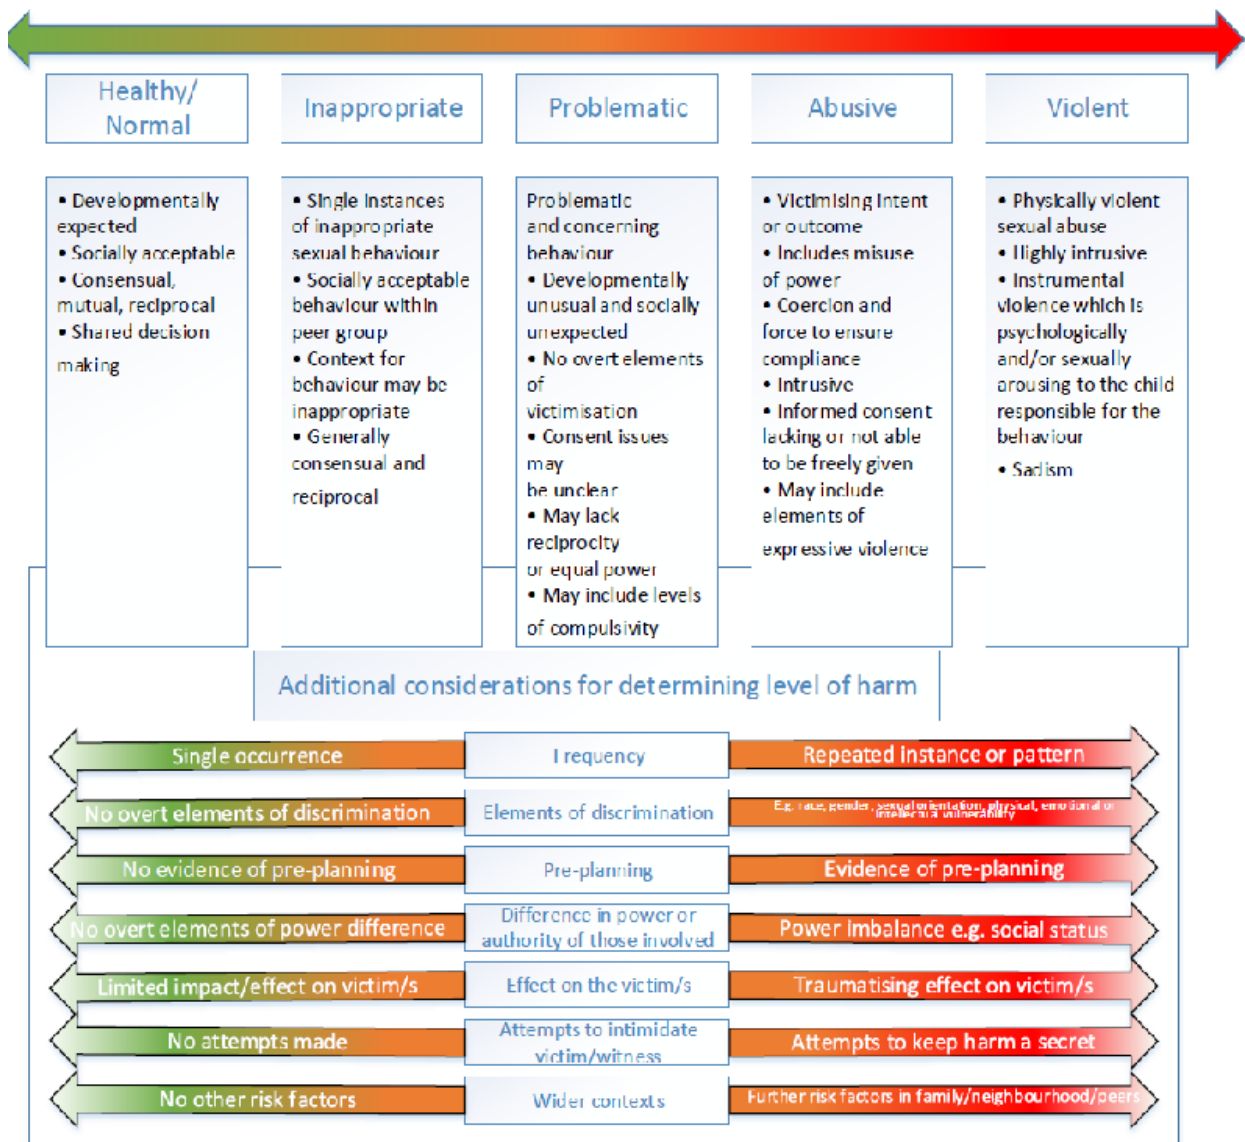 Healthy/
Normal
Inappropriate
Problematic
Abusive
Violent
• Developmentally
expected
• Socially acceptable
• Consensual,
mutual, reciprocal
• Shared decision
making
• Single instances
of inappropriate
sexual behaviour
• Socially acceptable
behaviour within
peer group
• Context for
behaviour may be
inappropriate
• Generally
consensual and
reciprocal
Problematic
and concerning
behaviour
• Developmentally
unusual and socially
unexpected
• No overt elements
of
victimisation
• Consent issues
may
be unclear
• May lack
reciprocity
or equal power
• May include levels
of compulsivity
• Victimising intent
or outcome
• Includes misuse
of power
• Coercion and
force to ensure
compliance
• Intrusive
• Informed consent
lacking or not able
to be freely given
• May include
elements of
expressive violence
• Physically violent
sexual abuse
• Highly intrusive
• Instrumental
violence which is
psychologically
and/or sexually
arousing to the child
responsible for the
behaviour
• Sadism
Additional considerations for determining level of harm
Single occurrence
Frequency
Repeated instance or pattern
No overt elements of discrimination
Elements of discrimination
E.g. race, gender, sexual orientation, physical, emotional or
intellectual vulnerability
No evidence of pre-planning
Pre-planning
Evidence of pre-planning
No overt elements of power difference
Difference in power or
authority of those involved
Power imbalance e.g. social status
Limited impact/effect on victim/s
Effect on the victim/s
Traumatising effect on victim/s
No attempts made
Attempts to intimidate
victim/witness
Attempts to keep harm a secret
No other risk factors
Wider contexts
Further risk factors in family/neighbourhood/peers